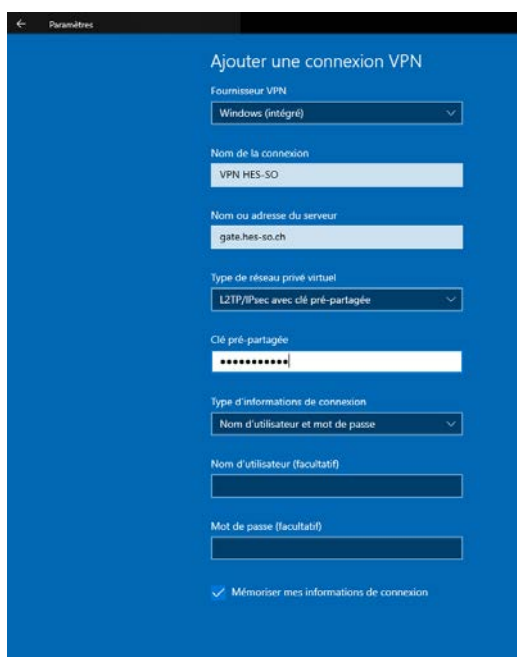 Paramètres
Ajouter une connexion VPN
Fournisseur VPN
Windows (intégré)
Nom de la connexion
VPN HES-SO
Nom ou adresse du serveur
gate.hes-so.ch
Type de réseau privé virtuel
L2TP/IPsec avec clé pré-partagée
Clé pré-partagée
•••••••••••
Type d'informations de connexion
Nom d'utilisateur et mot de passe
Nom d'utilisateur (facultatif)
Mot de passe (facultatif)
Mémoriser mes informations de connexion